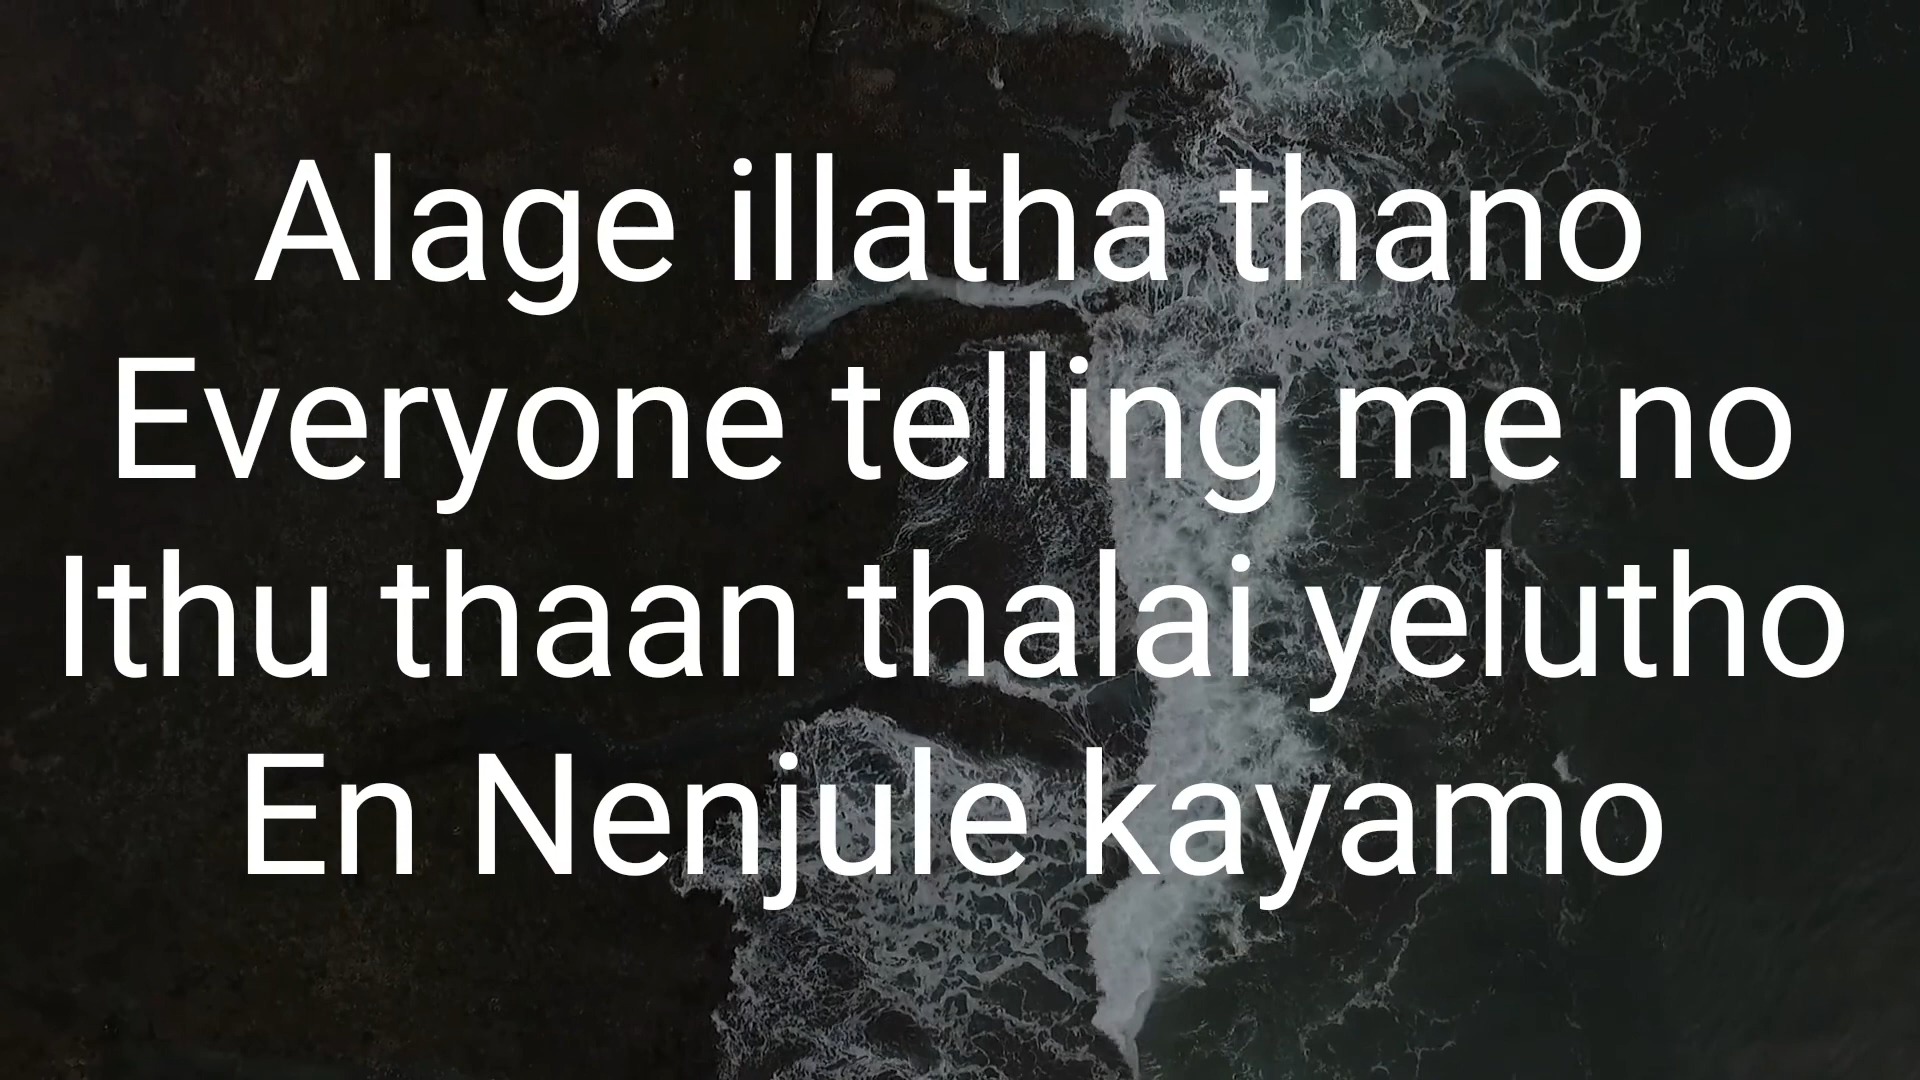 Alage illatha thano
Everyone telling me no
Ithu thaan thalai yelutho
En Nenjule kayamo